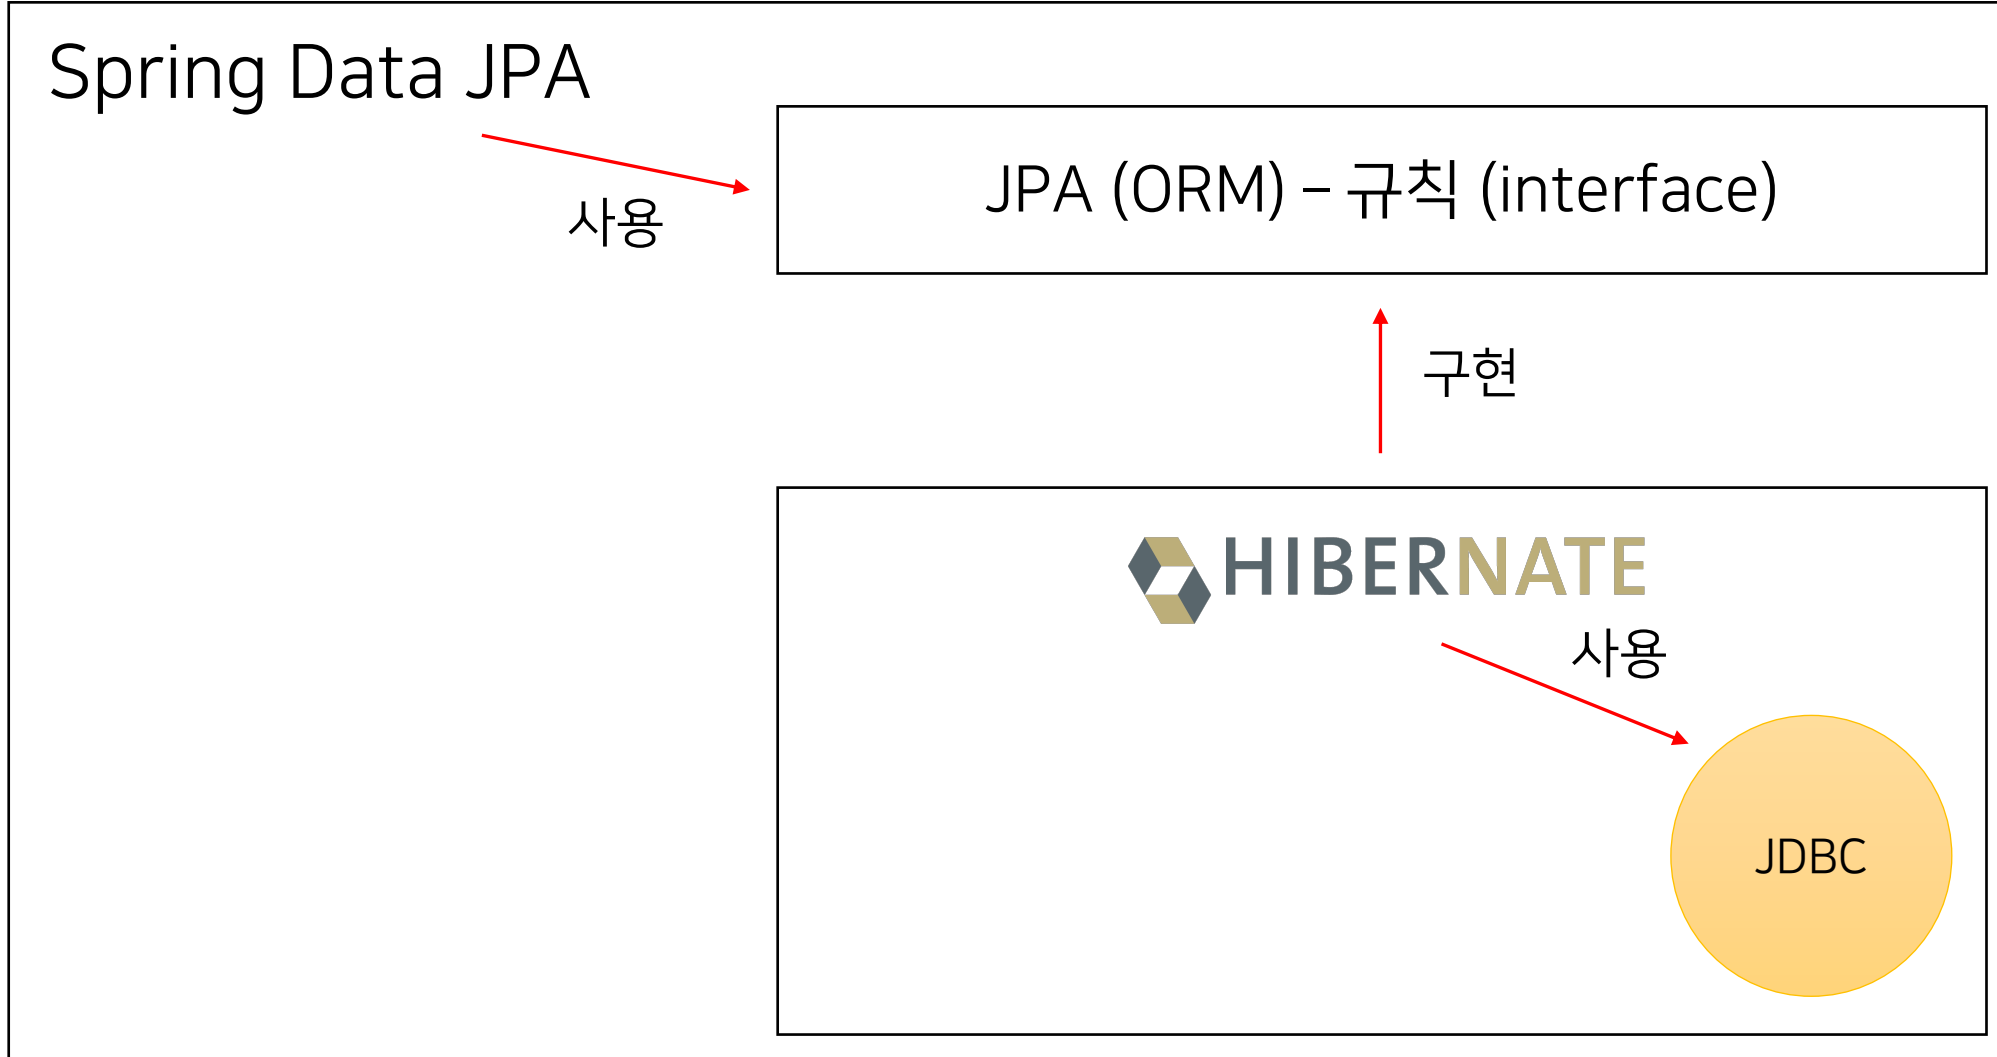 Spring Data JPA
사용
JPA (ORM) – 규칙 (interface)
구현
HIBERNATE
사용
JDBC